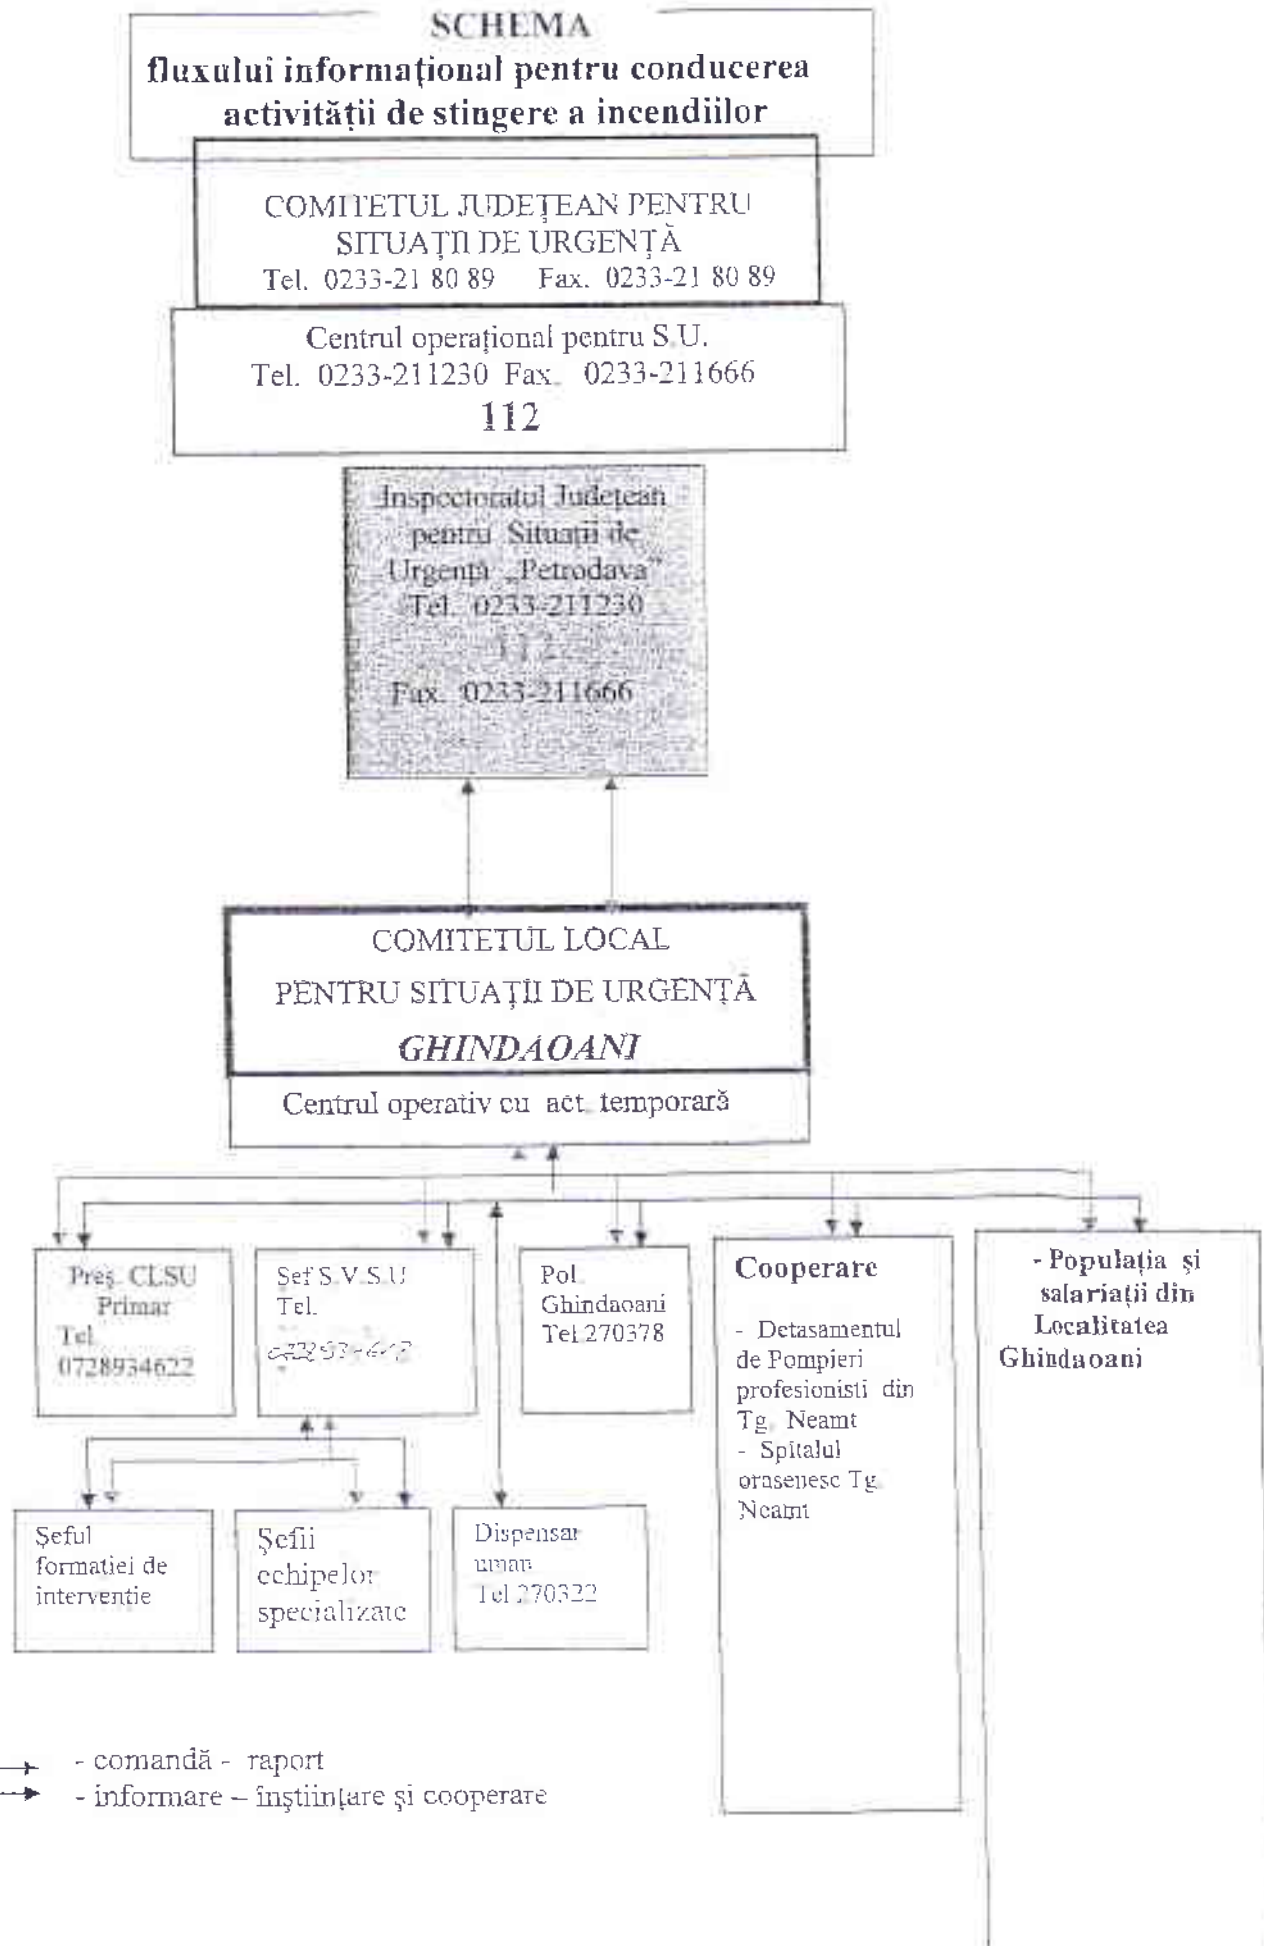 SCHEMA
fluxului informațional pentru conducerea
activității de stingere a incendiilor
COMITETUL JUDEȚEAN PENTRU
SITUAȚII DE URGENȚĂ
Tel. 0233-21 80 89 Fax. 0233-21 80 89
Centrul operațional pentru S.U.
Tel. 0233-211230 Fax. 0233-211666
112
Inspectoratul Județean
pentru Situații de
Urgență „Petrodava”
Tel. 0233-211230
112
Fax. 0233-211666
COMITETUL LOCAL
PENTRU SITUAȚII DE URGENȚĂ
GHINDAOANI
Centrul operativ cu act. temporară
Preș. CLSU
Primar
Tel.
0728934622
Sef S.V.S.U
Tel.
Pol.
Ghindaoani
Tel.270378
Cooperare
- Detasamentul
de Pompieri
profesionisti din
Tg. Neamt
- Spitalul
orasenesc Tg.
Neamt
- Populația și
salariații din
Localitatea
Ghindaoani
Șeful
formatiei de
interventie
Șefii
echipelor
specializate
Dispensar
uman
Tel.270322
- comandă - raport
- informare – înștiințare și cooperare